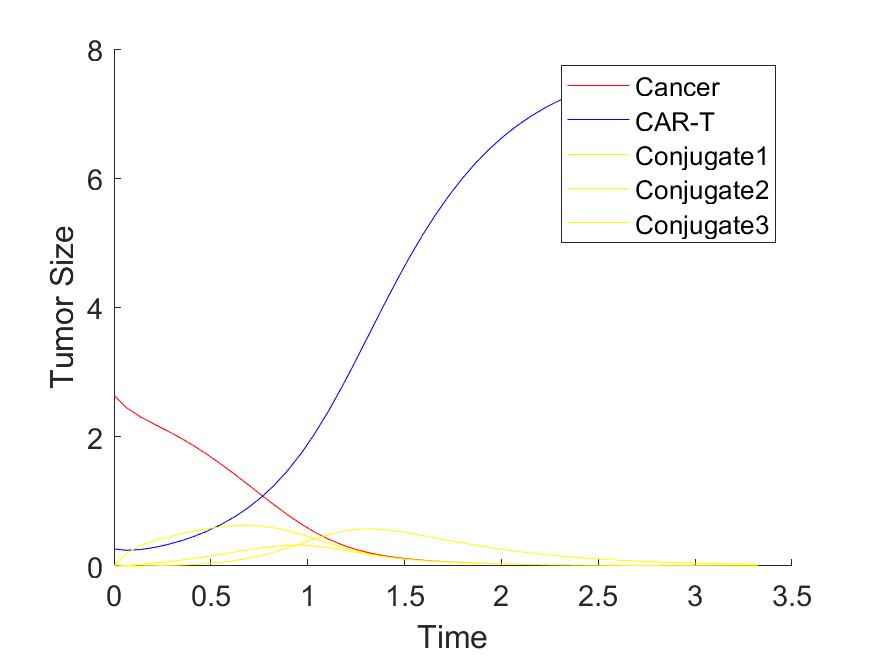 8
6
4
2
0
Tumor Size
Cancer
CAR-T
Conjugate1
Conjugate2
Conjugate3
0 0.5 1 1.5 2 2.5 3 3.5
Time